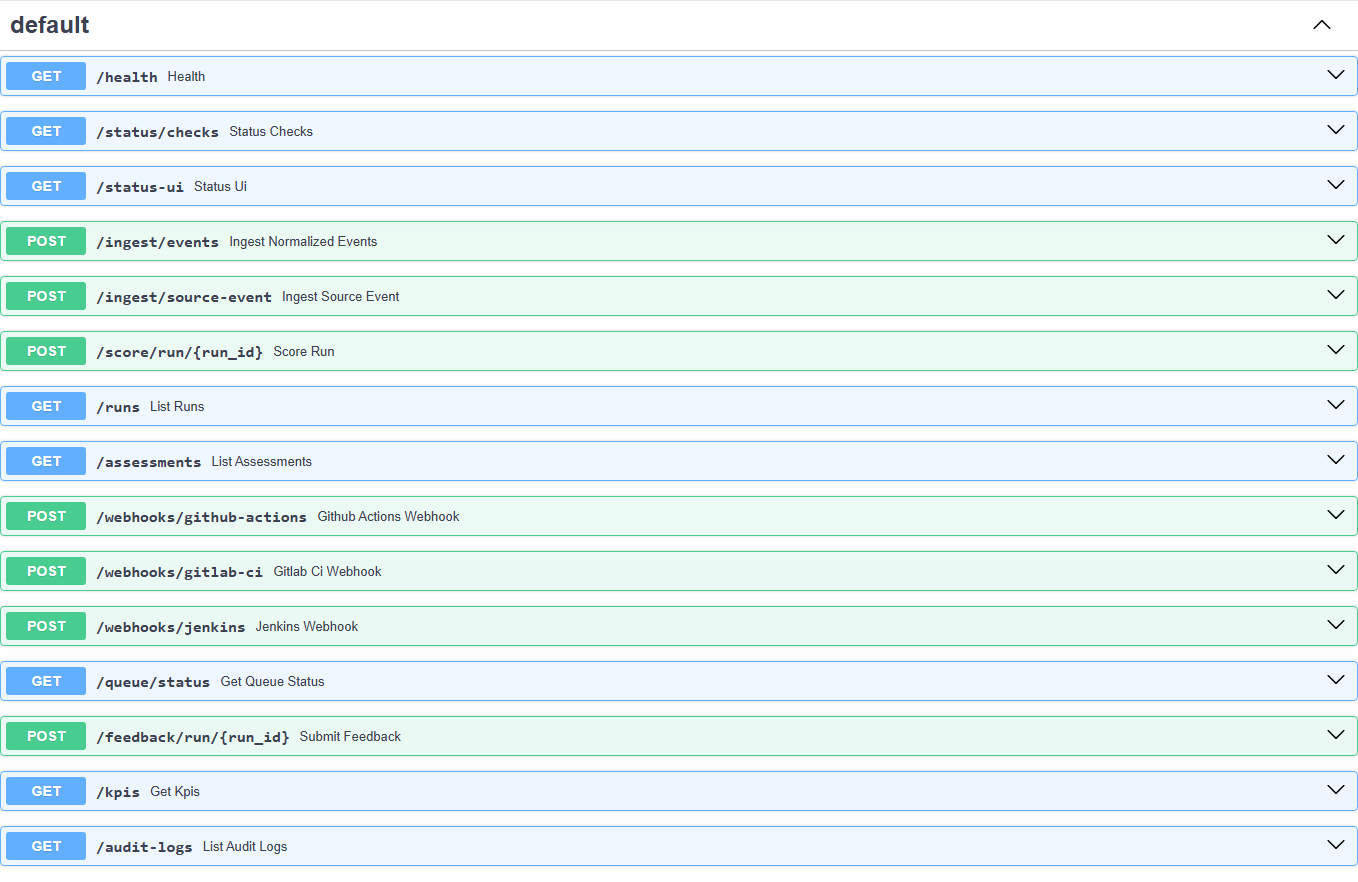 default
GET /health Health
GET /status/checks Status Checks
GET /status-ui Status Ui
POST /ingest/events Ingest Normalized Events
POST /ingest/source-event Ingest Source Event
POST /score/run/{run_id} Score Run
GET /runs List Runs
GET /assessments List Assessments
POST /webhooks/github-actions Github Actions Webhook
POST /webhooks/gitlab-ci Gitlab Ci Webhook
POST /webhooks/jenkins Jenkins Webhook
GET /queue/status Get Queue Status
POST /feedback/run/{run_id} Submit Feedback
GET /kpis Get Kpis
GET /audit-logs List Audit Logs